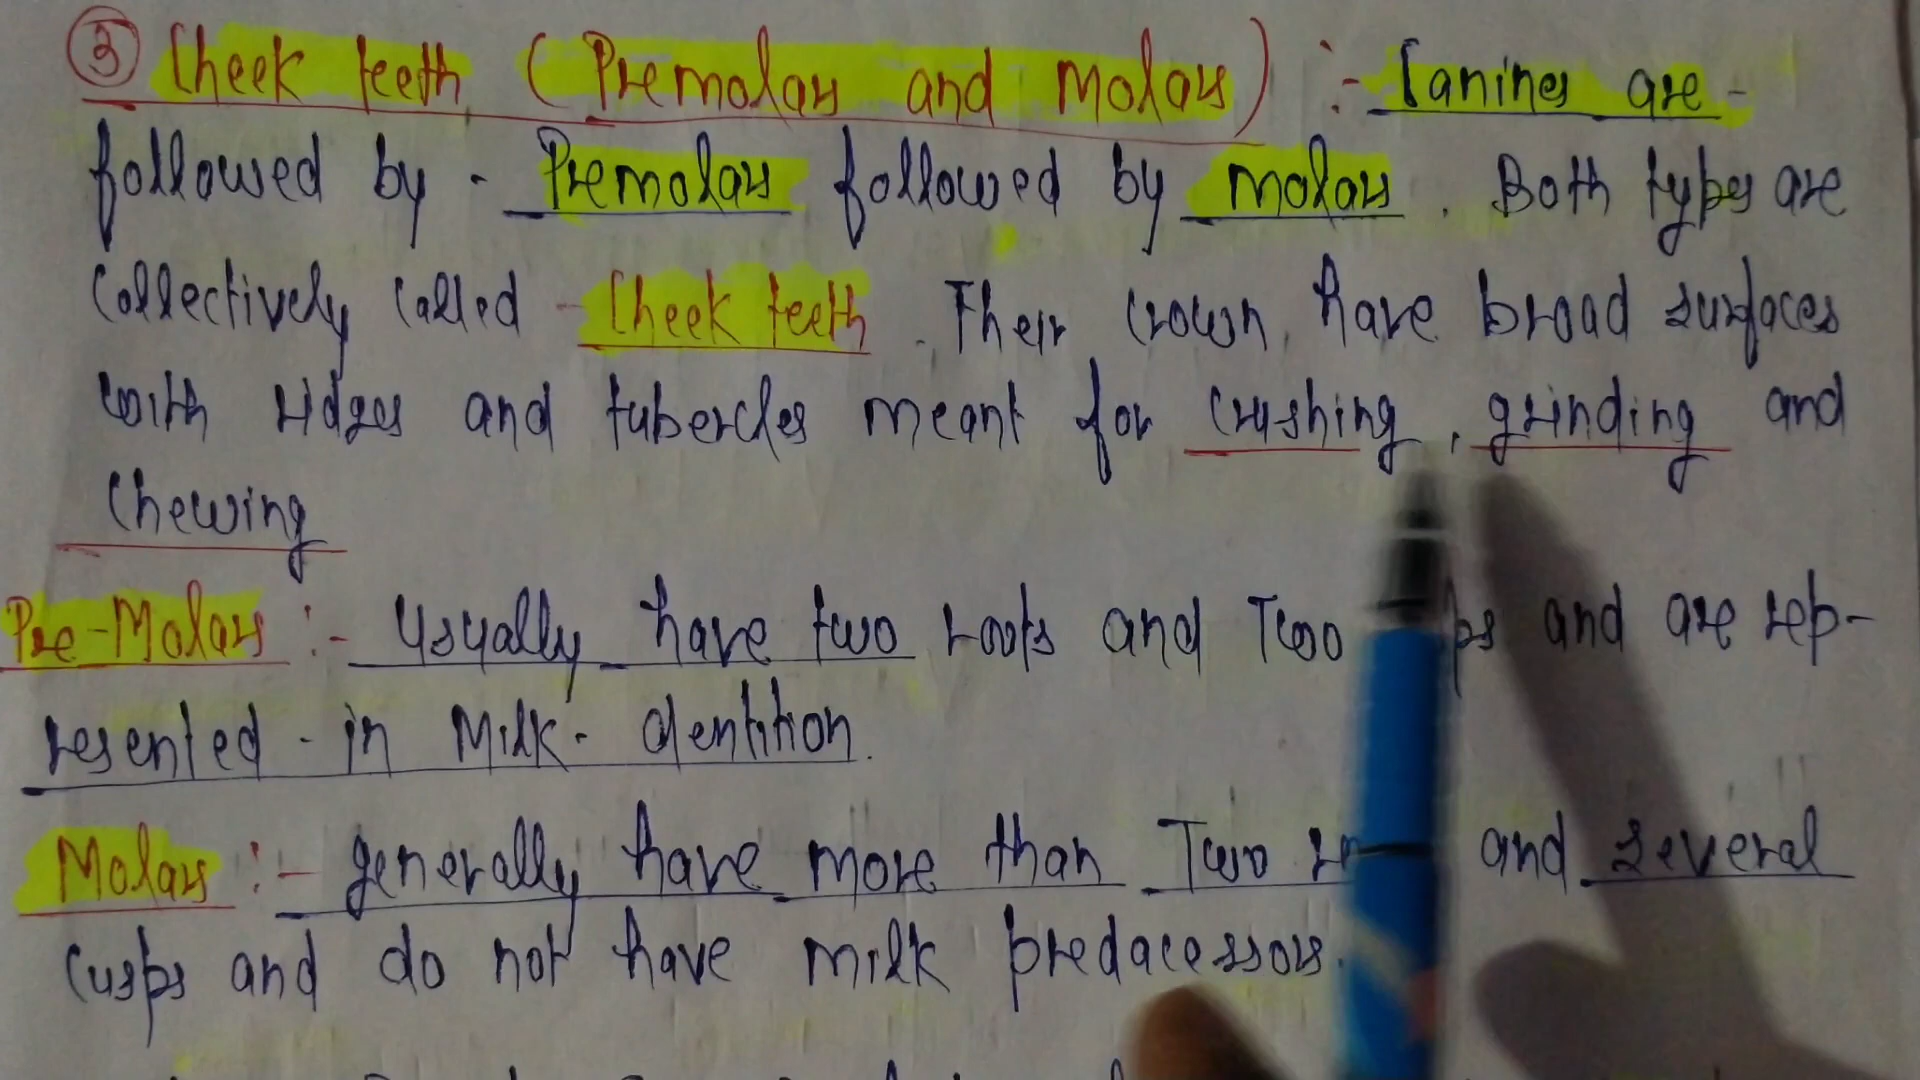 ③ Cheek teeth (Premolars and Molars) :- Canines are -
followed by - Premolars followed by molars. Both types are
Collectively called - Cheek teeth. Their crown, have broad surfaces
with ridges and tubercles meant for crushing, grinding and
Chewing
Pre-Molars :- Usually have two roots and Two and are rep-
resented - in Milk - dentition.
Molars :- generally have more than Two and several
Cusps and do not have milk predacessors.